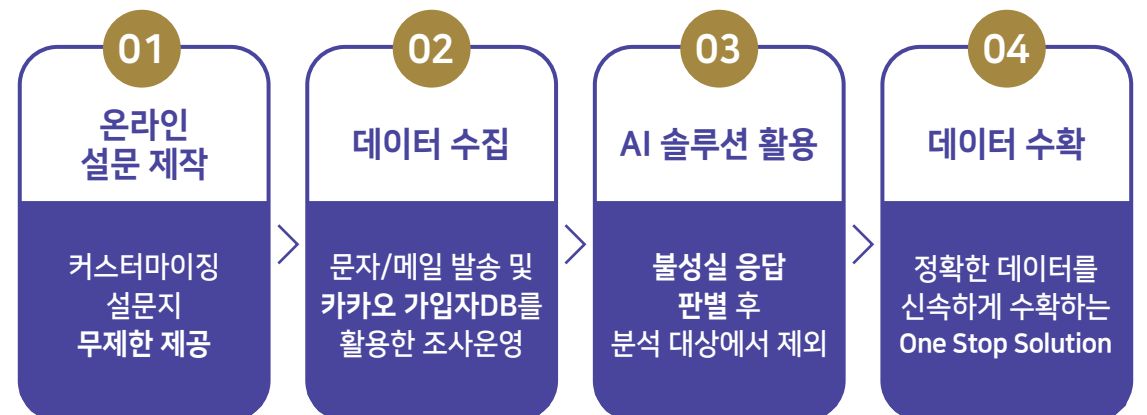 01
온라인
설문 제작
커스터마이징
설문지
무제한 제공
02
데이터 수집
문자/메일 발송 및
카카오 가입자DB를
활용한 조사운영
03
AI 솔루션 활용
불성실 응답
판별 후
분석 대상에서 제외
04
데이터 수확
정확한 데이터를
신속하게 수확하는
One Stop Solution